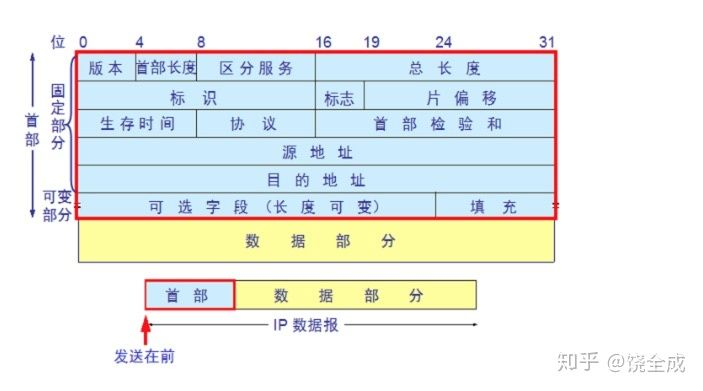 位 0 4 8 16 19 24 31
版本 首部长度 区分服务 总长度
标识 标志 片偏移
生存时间 协议 首部检验和
源地址
目的地址
可选字段（长度可变） 填充
首部
固定部分
可变部分
数据部分
首部 数据部分
IP 数据报
发送在前
知乎 @饶全成